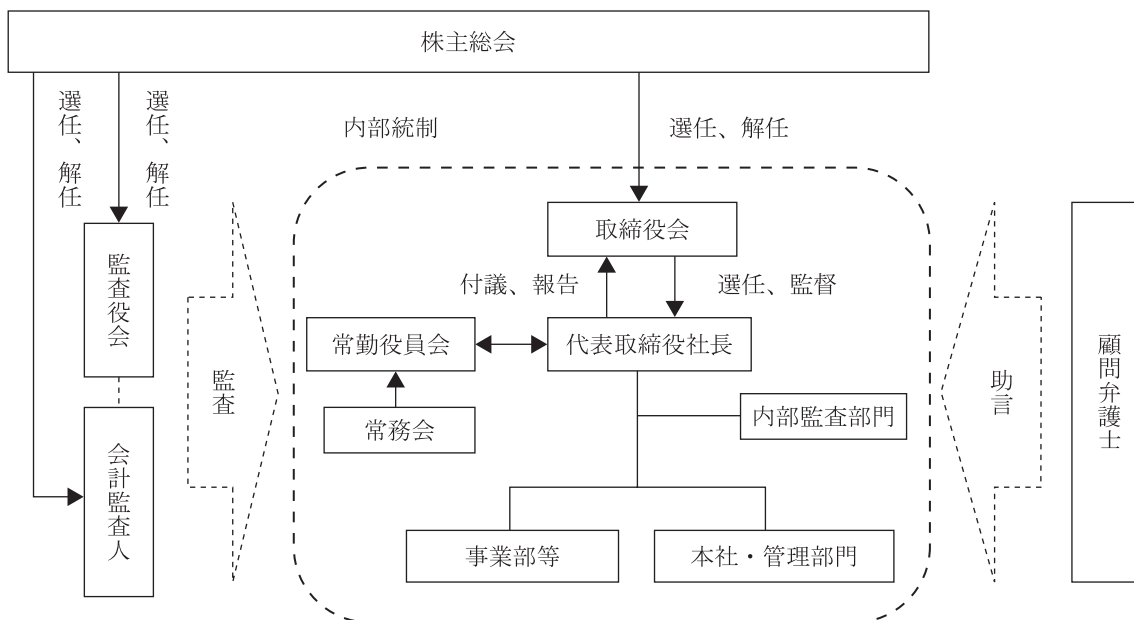 株主総会
選任、解任
選任、解任
内部統制
選任、解任
取締役会
監査役会
付議、報告
選任、監督
常勤役員会
代表取締役社長
顧問弁護士
監査
助言
常務会
内部監査部門
会計監査人
事業部等
本社・管理部門